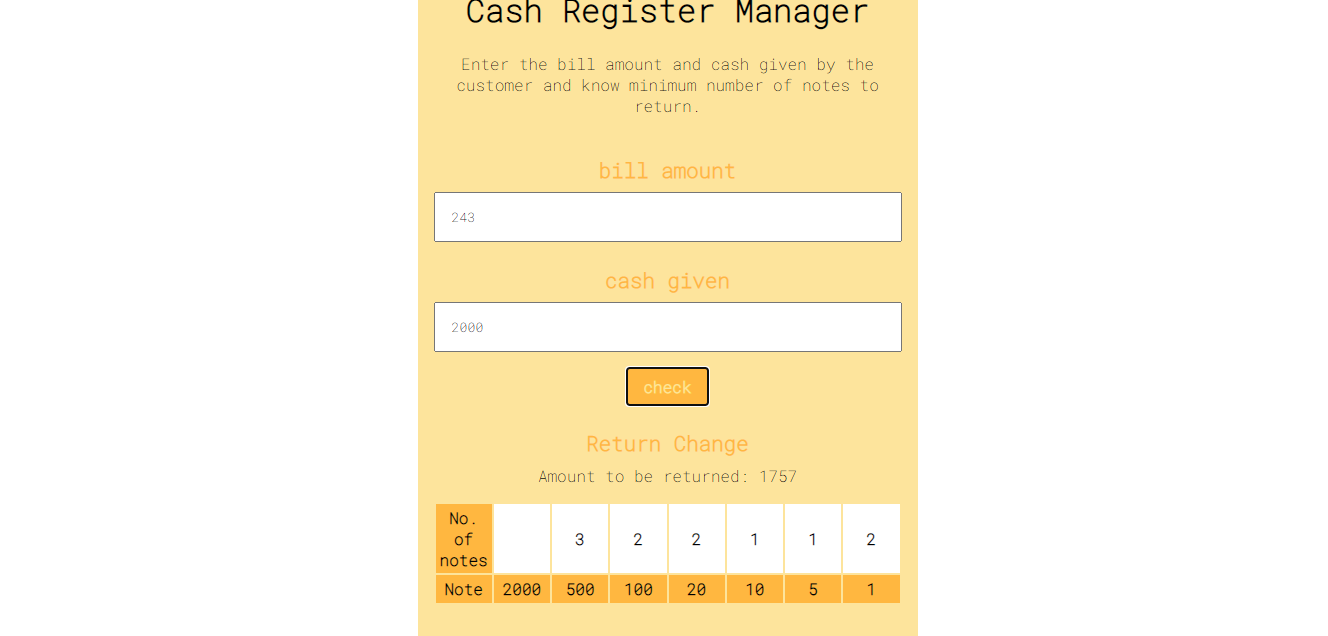 Cash Register Manager
Enter the bill amount and cash given by the
customer and know minimum number of notes to
return.
bill amount
243
cash given
2000
check
Return Change
Amount to be returned: 1757
No. of notes 3 2 2 1 1 2
Note 2000 500 100 20 10 5 1